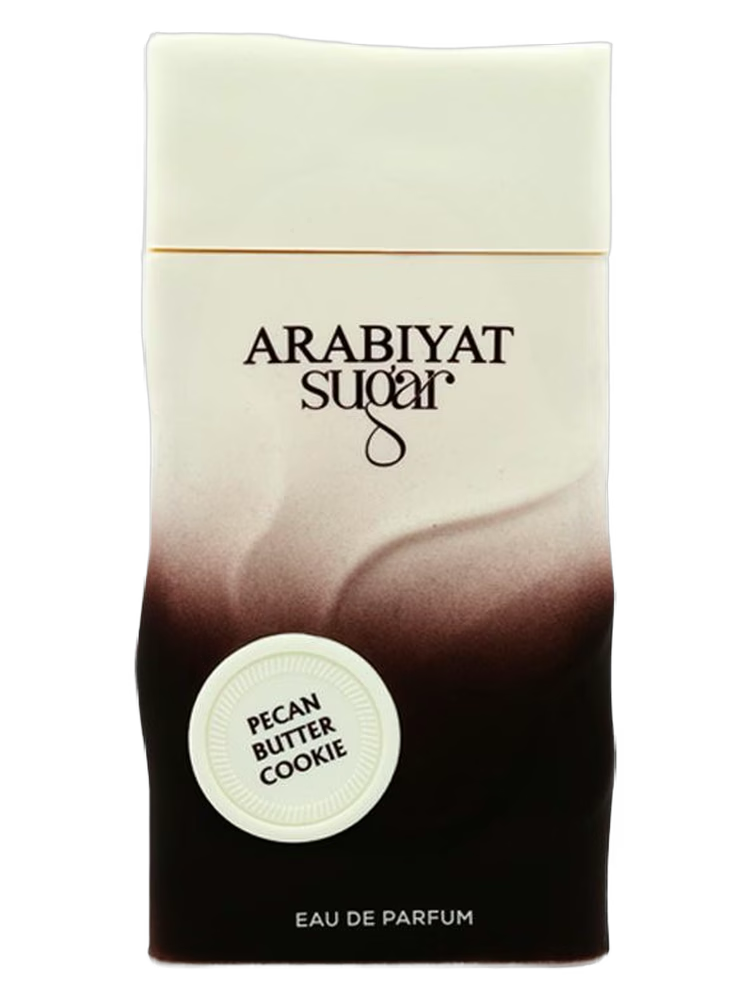 ARABIYAT
sugar
PECAN
BUTTER
COOKIE
EAU DE PARFUM